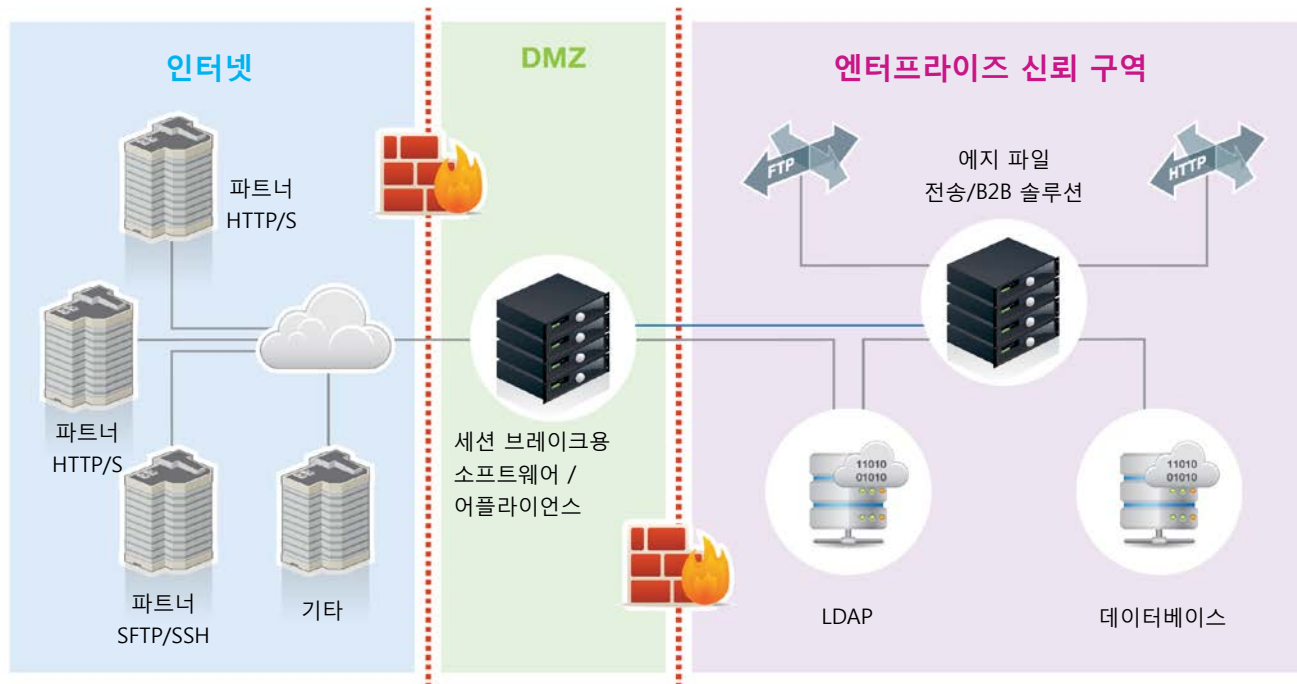 인터넷
DMZ
엔터프라이즈 신뢰 구역
파트너
HTTP/S
FTP
에지 파일
전송/B2B 솔루션
HTTP
파트너
HTTP/S
세션 브레이크용
소프트웨어 /
어플라이언스
11010
01010
11010
01010
파트너
SFTP/SSH
기타
LDAP
데이터베이스